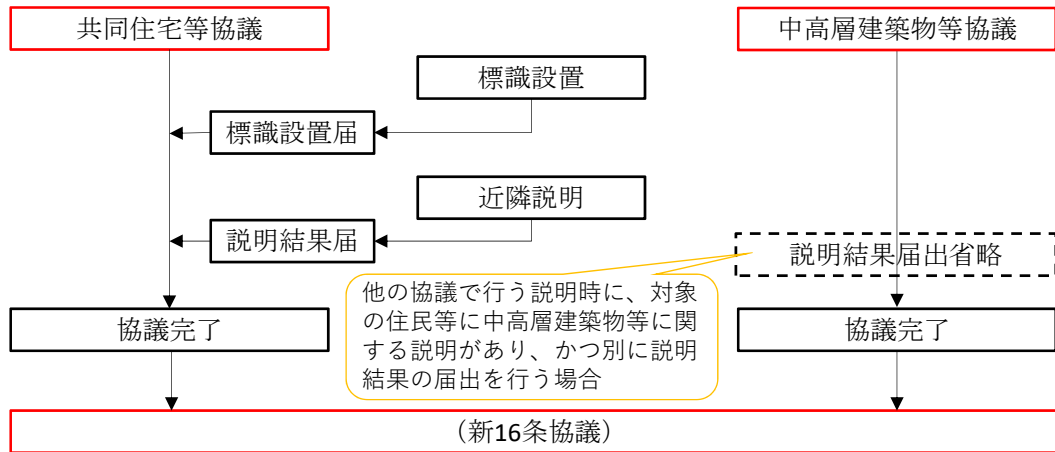 共同住宅等協議
中高層建築物等協議
標識設置
標識設置届
近隣説明
説明結果届
説明結果届出省略
他の協議で行う説明時に、対象
の住民等に中高層建築物等に関
する説明があり、かつ別に説明
結果の届出を行う場合
協議完了
協議完了
（新16条協議）